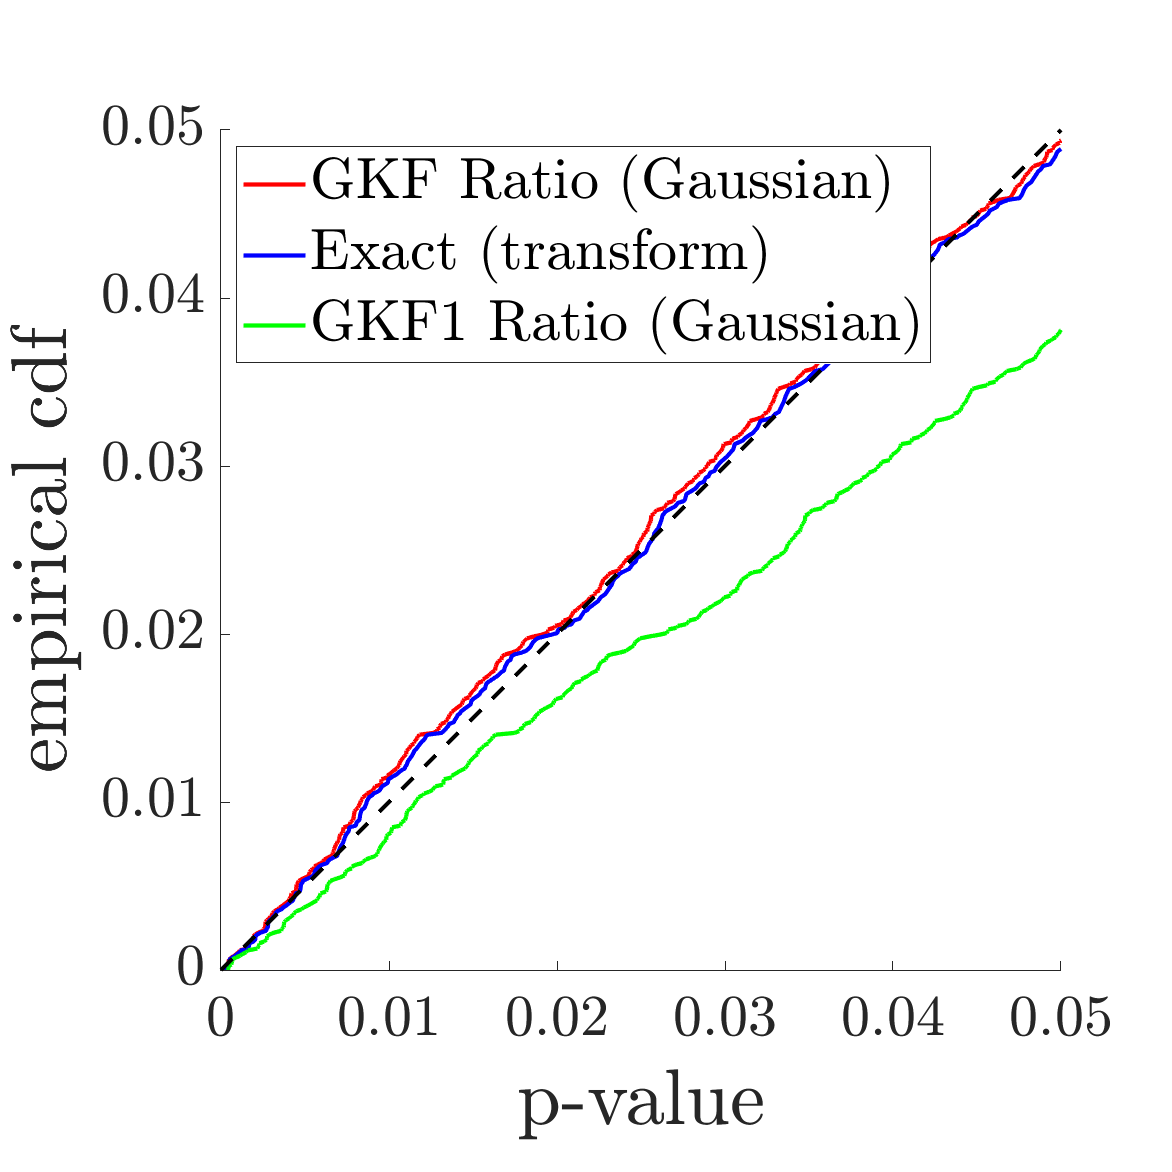 0.05
GKF Ratio (Gaussian)
Exact (transform)
GKF1 Ratio (Gaussian)
0.04
0.03
0.02
0.01
0
empirical cdf
0 0.01 0.02 0.03 0.04 0.05
p-value